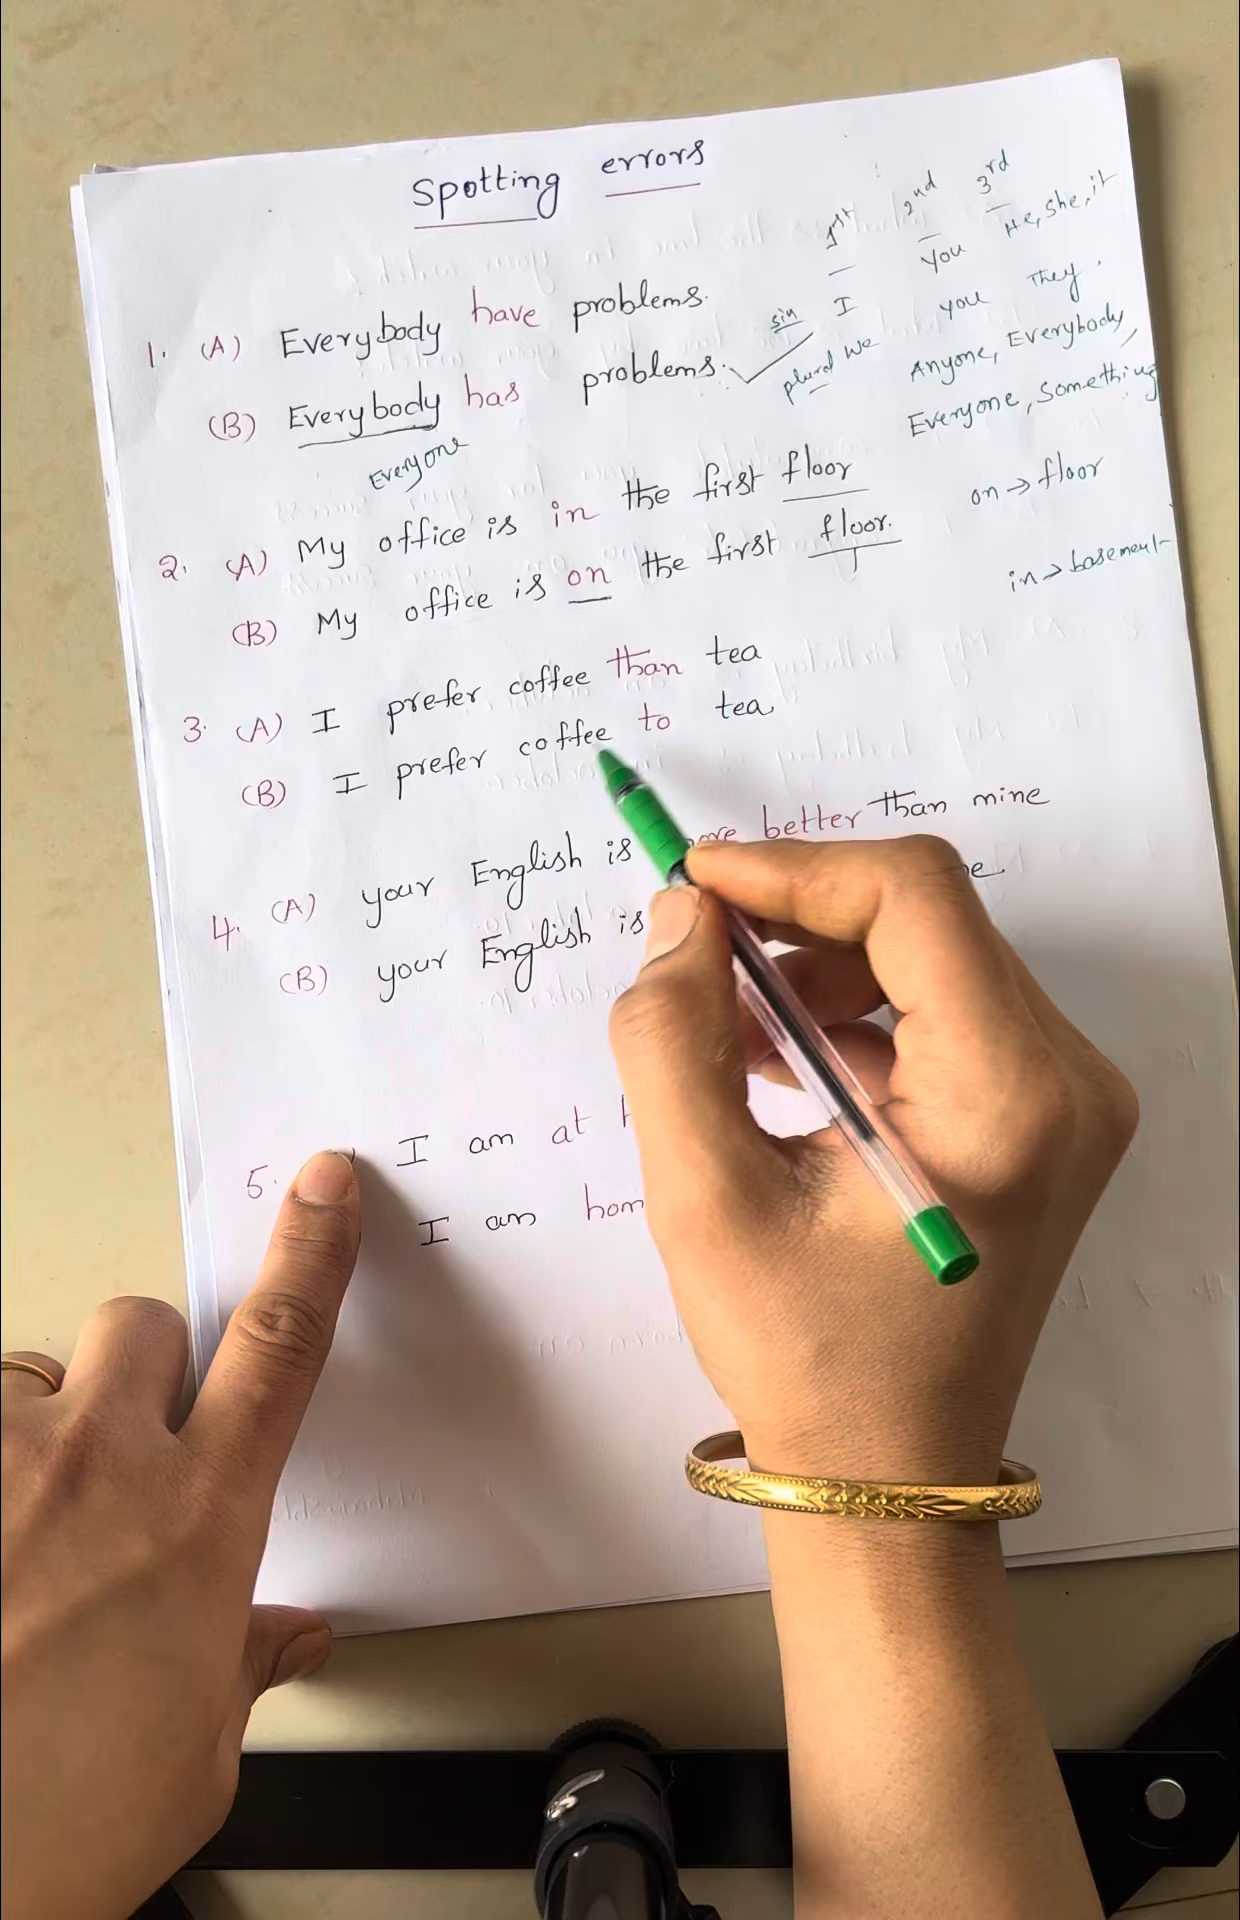 Spotting errors
1. (A) Everybody have problems.
(B) Everybody has problems.
Everyone
1st 2nd 3rd
sin I You He, She, it
plural We you They.
Anyone, Everybody,
Everyone, Something
2. (A) My office is in the first floor
(B) My office is on the first floor.
on → floor
in → basement
3. (A) I prefer coffee than tea
(B) I prefer coffee to tea
4. (A) your English is better than mine
(B) your English is
5. I am at
I am